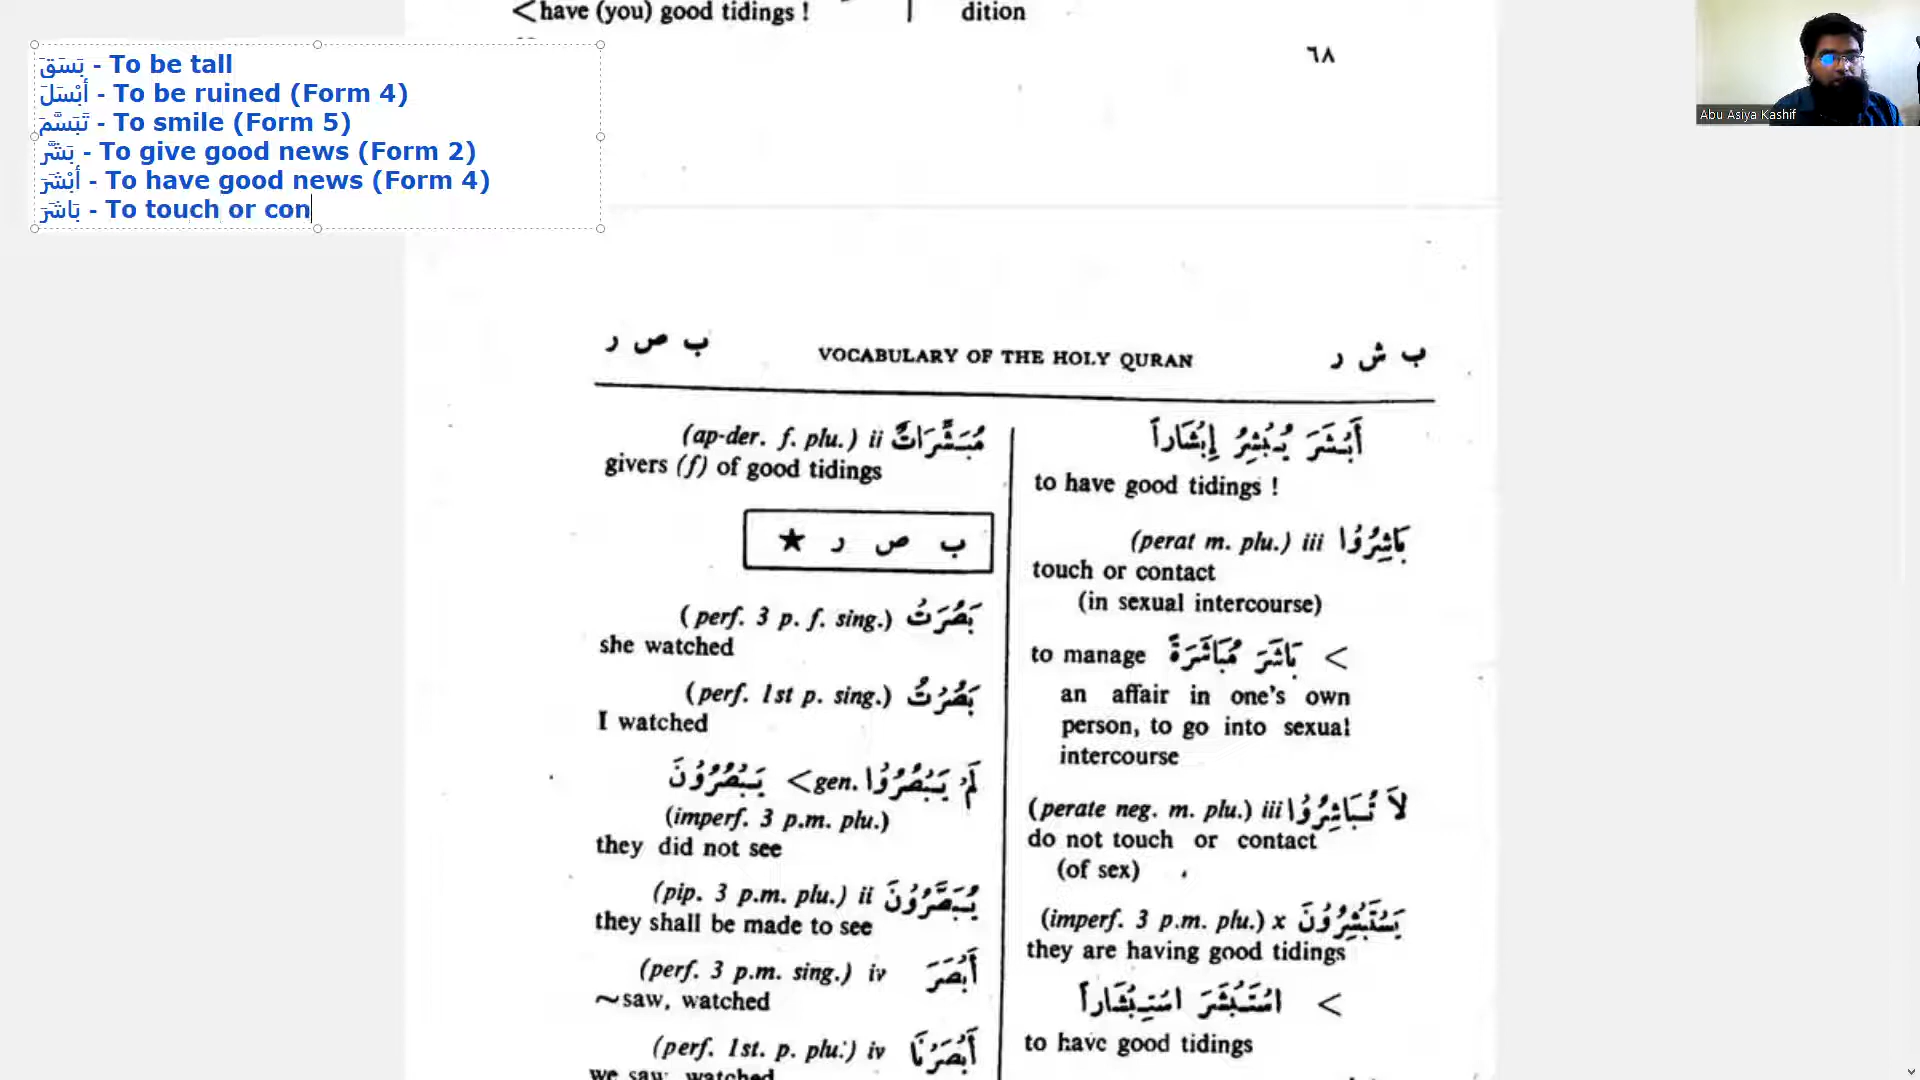 <have (you) good tidings !
dition
٦٨
بَسَقَ - To be tall
أَبْسَلَ - To be ruined (Form 4)
تَبَسَّمَ - To smile (Form 5)
بَشَّرَ - To give good news (Form 2)
أَبْشَرَ - To have good news (Form 4)
بَاشَرَ - To touch or con
Abu Asiya Kashif
ب ش ر
VOCABULARY OF THE HOLY QURAN
ب ص ر
أَبْشَرَ يُبْشِرُ إِبْشَاراً
to have good tidings !
(perat m. plu.) iii بَاشِرُوْا
touch or contact
(in sexual intercourse)
to manage بَاشَرَ مُبَاشَرَةً <
an affair in one's own
person, to go into sexual
intercourse
(perate neg. m. plu.) iii لاَ تُبَاشِرُوْا
do not touch or contact
(of sex)
(imperf. 3 p.m. plu.) x يَسْتَبْشِرُوْنَ
they are having good tidings
اسْتَبْشَرَ اسْتِبْشَاراً <
to have good tidings
(ap-der. f. plu.) ii مُبَشِّرَاتٌ
givers (f) of good tidings
ب ص ر ★
(perf. 3 p. f. sing.) بَصُرَتْ
she watched
(perf. 1st p. sing.) بَصُرْتُ
I watched
لَمْ يَبْصُرُوْا .gen> يَبْصُرُوْنَ
(imperf. 3 p.m. plu.)
they did not see
(pip. 3 p.m. plu.) ii يُبَصَّرُوْنَ
they shall be made to see
(perf. 3 p.m. sing.) iv أَبْصَرَ
~saw, watched
(perf. 1st. p. plu.) iv أَبْصَرْنَا
we saw, watched